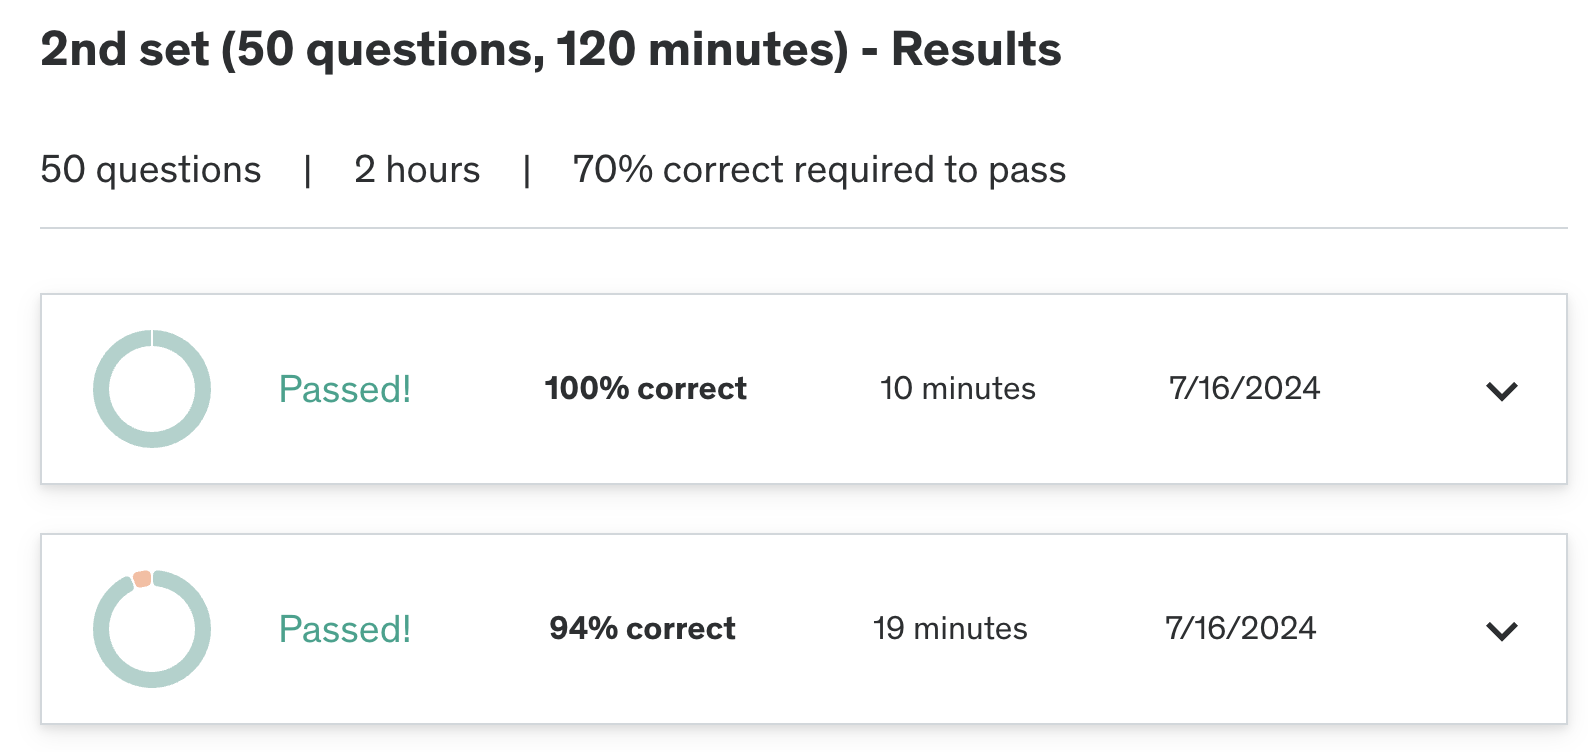 2nd set (50 questions, 120 minutes) - Results
50 questions | 2 hours | 70% correct required to pass
Passed! 100% correct 10 minutes 7/16/2024
Passed! 94% correct 19 minutes 7/16/2024